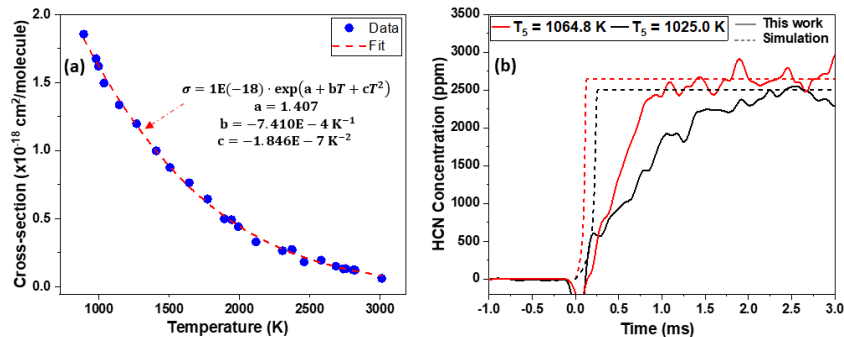 (a)
Data
Fit
σ = 1E(−18) · exp(a + bT + cT²)
a = 1.407
b = −7.410E − 4 K⁻¹
c = −1.846E − 7 K⁻²
Cross-section (x10⁻¹⁸ cm²/molecule)
2.0
1.5
1.0
0.5
0.0
1000 1500 2000 2500 3000
Temperature (K)
(b)
T₅ = 1064.8 K T₅ = 1025.0 K
This work
Simulation
HCN Concentration (ppm)
3500
3000
2500
2000
1500
1000
500
0
-1.0 -0.5 0.0 0.5 1.0 1.5 2.0 2.5 3.0
Time (ms)